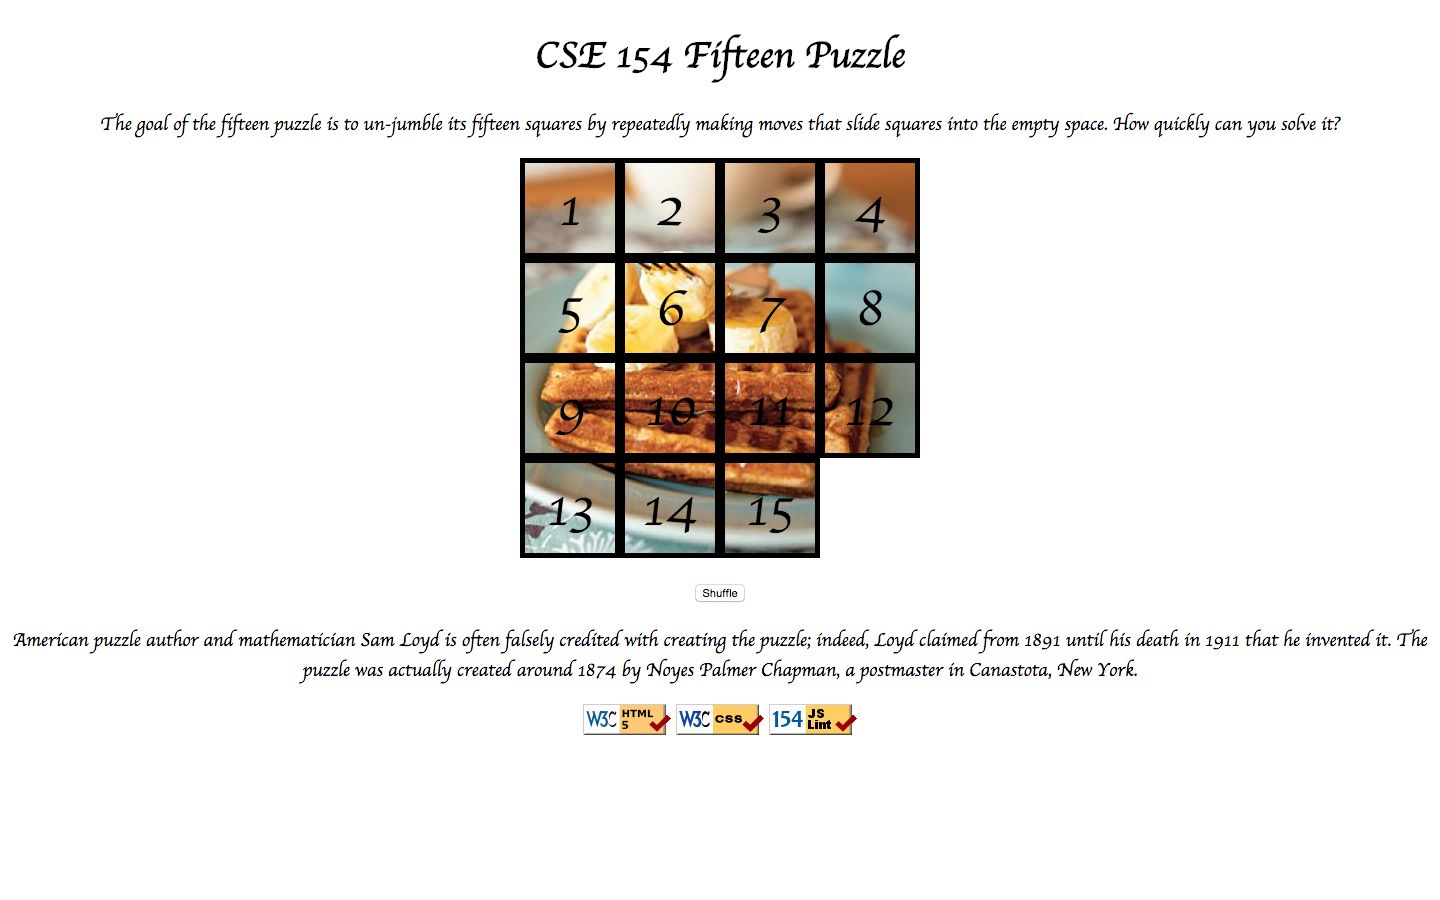 CSE 154 Fifteen Puzzle
The goal of the fifteen puzzle is to un-jumble its fifteen squares by repeatedly making moves that slide squares into the empty space. How quickly can you solve it?
1 2 3 4
5 6 7 8
9 10 11 12
13 14 15
Shuffle
American puzzle author and mathematician Sam Loyd is often falsely credited with creating the puzzle; indeed, Loyd claimed from 1891 until his death in 1911 that he invented it. The
puzzle was actually created around 1874 by Noyes Palmer Chapman, a postmaster in Canastota, New York.
W3C HTML 5 W3C css 154 JS Lint